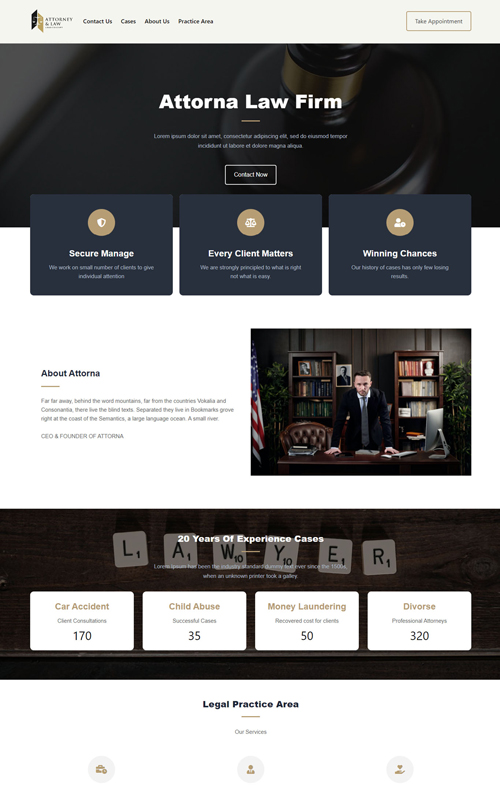 ATTORNEY
& LAW
Contact Us
Cases
About Us
Practice Area
Take Appointment
Attorna Law Firm
Lorem ipsum dolor sit amet, consectetur adipiscing elit, sed do eiusmod tempor
incididunt ut labore et dolore magna aliqua.
Contact Now
Secure Manage
We work on small number of clients to give
individual attention
Every Client Matters
We are strongly principled to what is right
not what is easy.
Winning Chances
Our history of cases has only few losing
results.
About Attorna
Far far away, behind the word mountains, far from the countries Vokalia and
Consonantia, there live the blind texts. Separated they live in Bookmarks grove
right at the coast of the Semantics, a large language ocean. A small river.
CEO & FOUNDER OF ATTORNA
20 Years Of Experience Cases
L1 A1 W10 Y10 E1 R1
Lorem Ipsum has been the industry standard dummy text ever since the 1500s,
when an unknown printer took a galley.
Car Accident
Client Consultations
170
Child Abuse
Successful Cases
35
Money Laundering
Recovered cost for clients
50
Divorse
Professional Attorneys
320
Legal Practice Area
Our Services